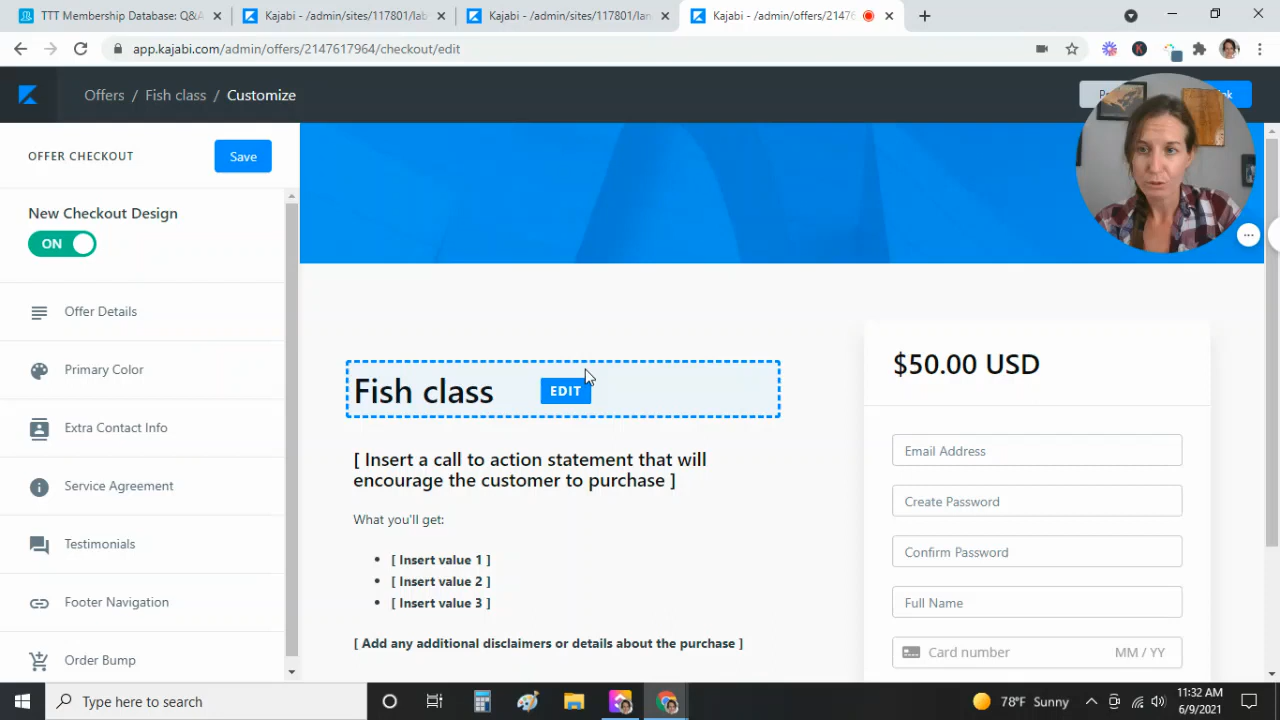 TTT Membership Database: Q&A
Kajabi - /admin/sites/117801/lab
Kajabi - /admin/sites/117801/lan
Kajabi - /admin/offers/21476
app.kajabi.com/admin/offers/2147617964/checkout/edit
Offers / Fish class / Customize
OFFER CHECKOUT
Save
New Checkout Design
ON
Offer Details
Primary Color
Extra Contact Info
Service Agreement
Testimonials
Footer Navigation
Order Bump
Fish class
EDIT
[ Insert a call to action statement that will
encourage the customer to purchase ]
What you'll get:
• [ Insert value 1 ]
• [ Insert value 2 ]
• [ Insert value 3 ]
[ Add any additional disclaimers or details about the purchase ]
$50.00 USD
Email Address
Create Password
Confirm Password
Full Name
Card number MM / YY
Type here to search
78°F Sunny
11:32 AM
6/9/2021